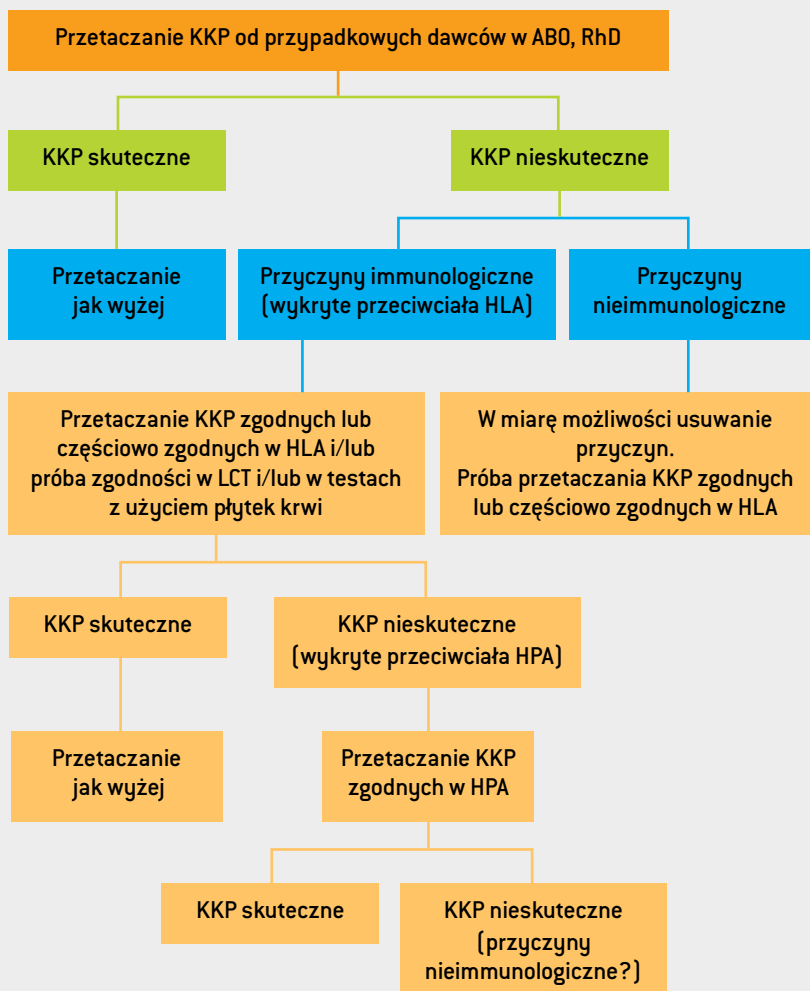 Przetaczanie KKP od przypadkowych dawców w ABO, RhD
KKP skuteczne
KKP nieskuteczne
Przetaczanie
jak wyżej
Przyczyny immunologiczne
(wykryte przeciwciała HLA)
Przyczyny
nieimmunologiczne
Przetaczanie KKP zgodnych lub
częściowo zgodnych w HLA i/lub
próba zgodności w LCT i/lub w testach
z użyciem płytek krwi
W miarę możliwości usuwanie
przyczyn.
Próba przetaczania KKP zgodnych
lub częściowo zgodnych w HLA
KKP skuteczne
KKP nieskuteczne
(wykryte przeciwciała HPA)
Przetaczanie
jak wyżej
Przetaczanie KKP
zgodnych w HPA
KKP skuteczne
KKP nieskuteczne
(przyczyny
nieimmunologiczne?)